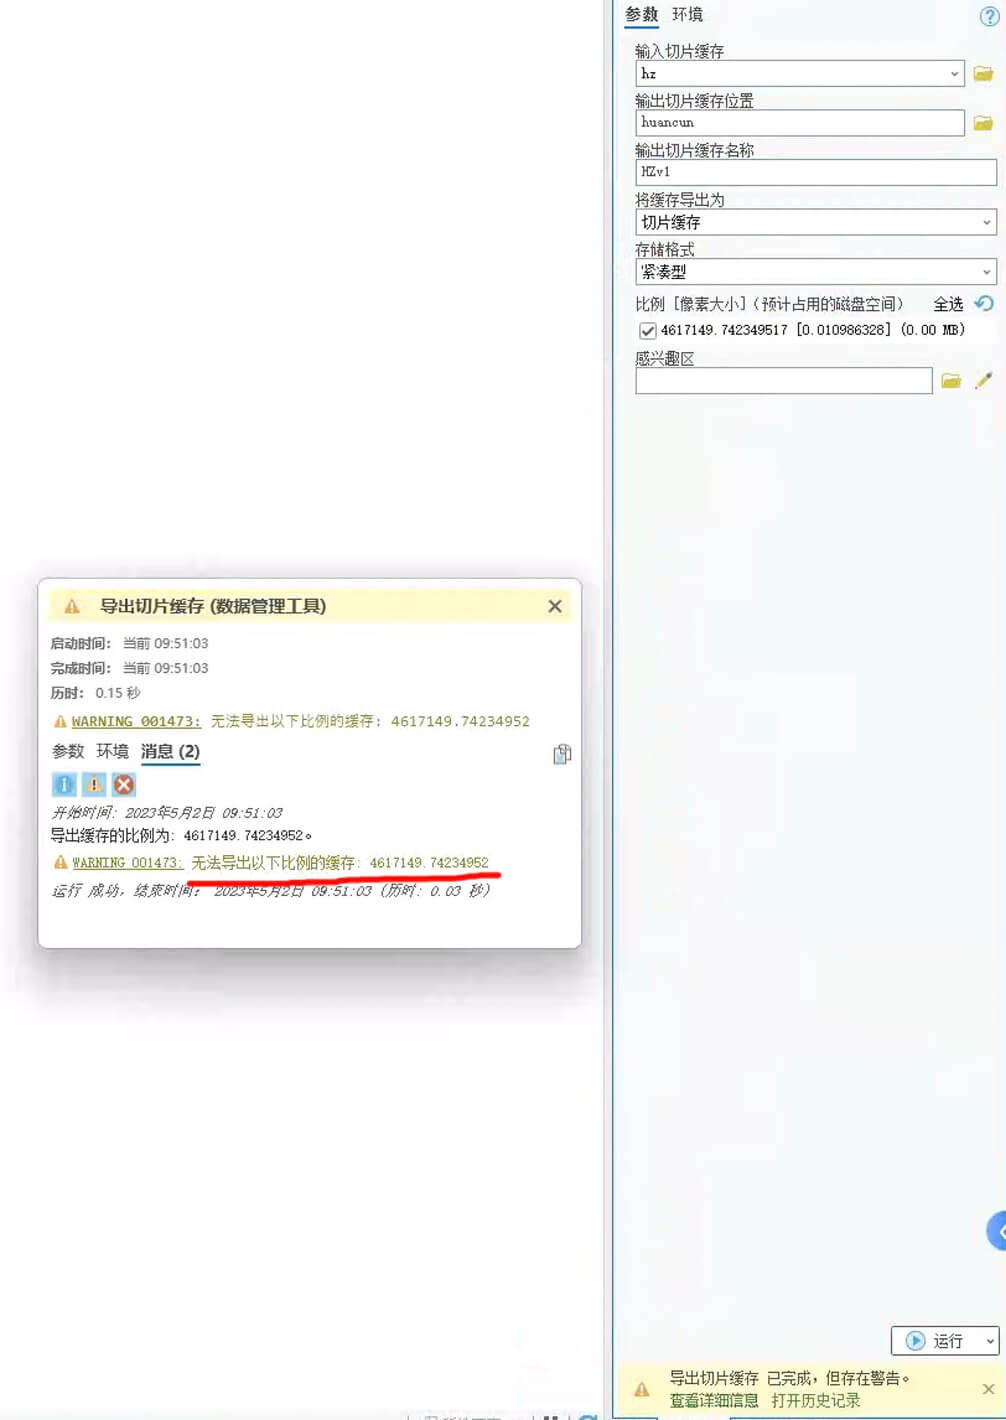 参数 环境
输入切片缓存
hz
输出切片缓存位置
huancun
输出切片缓存名称
HZv1
将缓存导出为
切片缓存
存储格式
紧凑型
比例 [像素大小] (预计占用的磁盘空间) 全选
4617149.742349517 [0.010986328] (0.00 MB)
感兴趣区
导出切片缓存 (数据管理工具)
启动时间: 当前 09:51:03
完成时间: 当前 09:51:03
历时: 0.15 秒
WARNING 001473: 无法导出以下比例的缓存: 4617149.74234952
参数 环境 消息 (2)
开始时间: 2023年5月2日 09:51:03
导出缓存的比例为: 4617149.74234952。
WARNING 001473: 无法导出以下比例的缓存: 4617149.74234952
运行 成功, 结束时间: 2023年5月2日 09:51:03 (历时: 0.03 秒)
运行
导出切片缓存 已完成, 但存在警告。
查看详细信息 打开历史记录